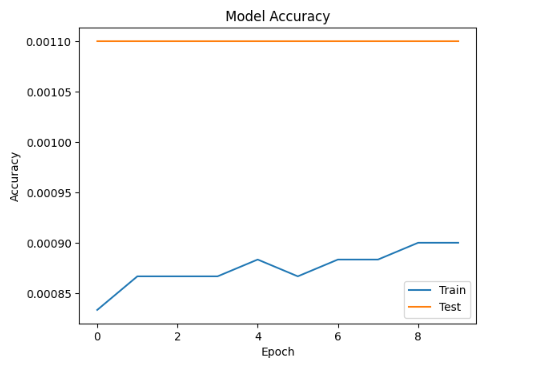 Model Accuracy
0.00110
0.00105
0.00100
0.00095
0.00090
0.00085
Accuracy
0 2 4 6 8
Epoch
Train
Test